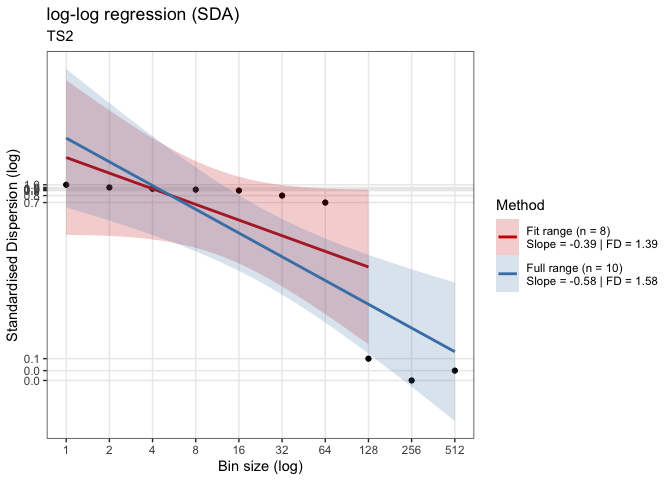 log-log regression (SDA)
TS2
Standardised Dispersion (log)
1.0
0.7
0.1
0.0
0.0
1
2
4
8
16
32
64
128
256
512
Bin size (log)
Method
Fit range (n = 8)
Slope = -0.39 | FD = 1.39
Full range (n = 10)
Slope = -0.58 | FD = 1.58